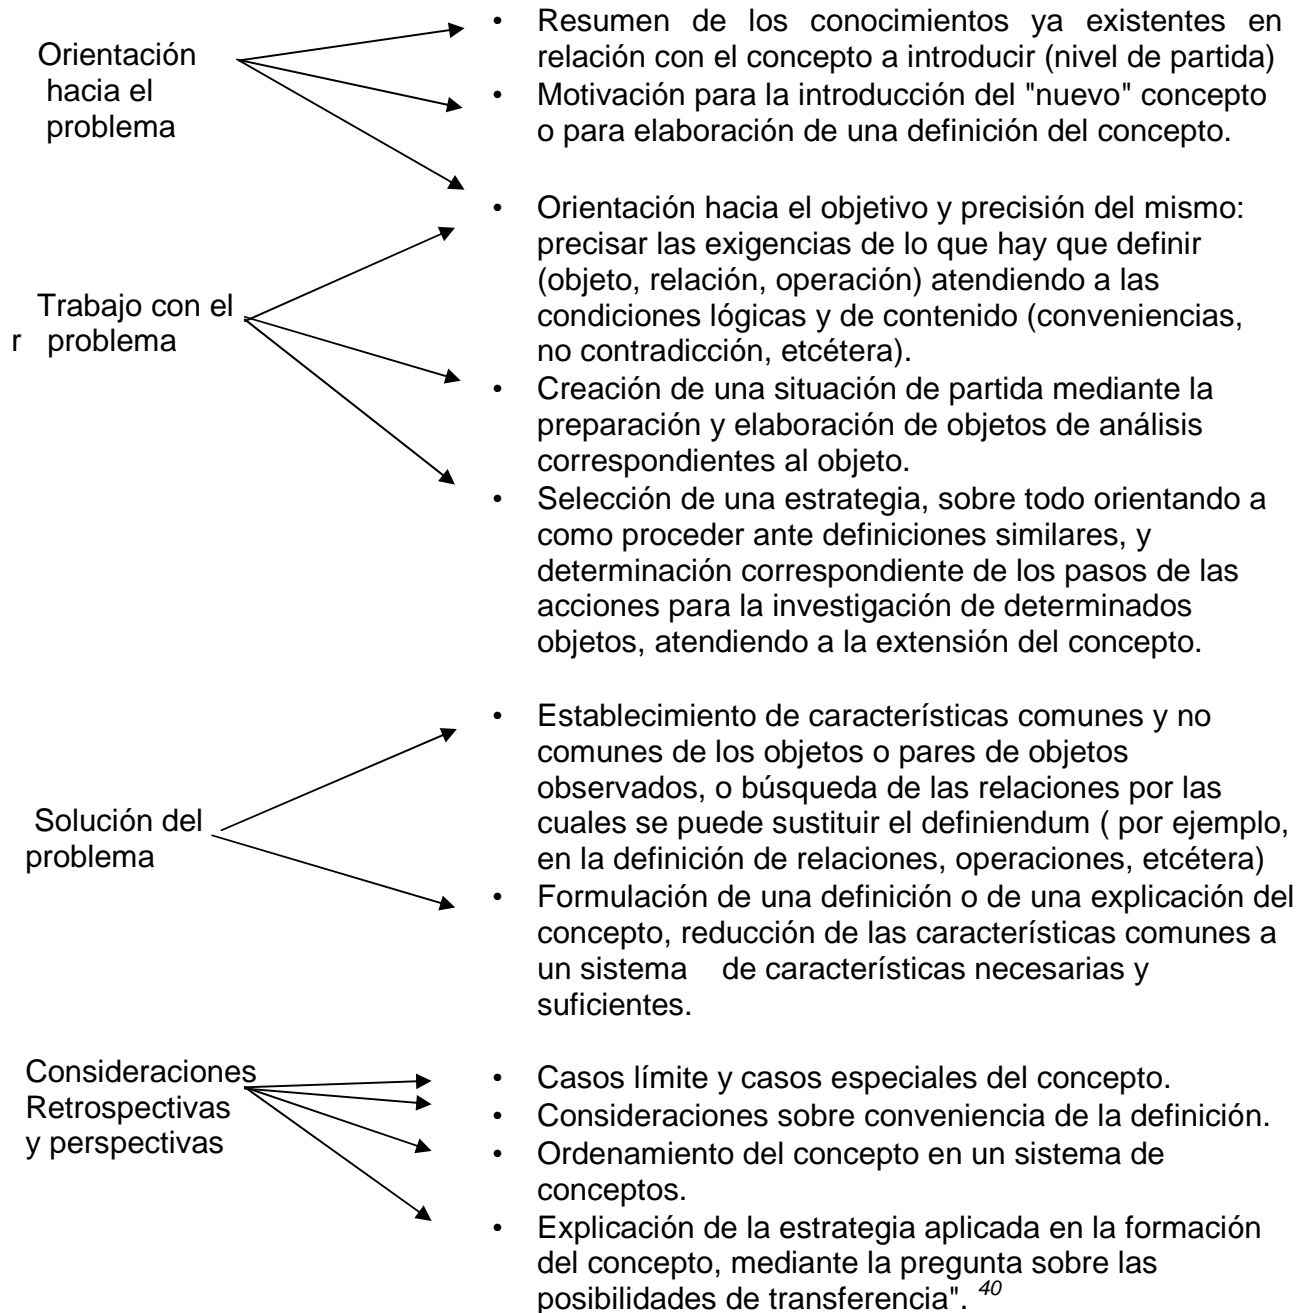 Orientación
hacia el
problema
• Resumen de los conocimientos ya existentes en
relación con el concepto a introducir (nivel de partida)
• Motivación para la introducción del "nuevo" concepto
o para elaboración de una definición del concepto.
• Orientación hacia el objetivo y precisión del mismo:
precisar las exigencias de lo que hay que definir
(objeto, relación, operación) atendiendo a las
condiciones lógicas y de contenido (conveniencias,
no contradicción, etcétera).
Trabajo con el
r problema
• Creación de una situación de partida mediante la
preparación y elaboración de objetos de análisis
correspondientes al objeto.
• Selección de una estrategia, sobre todo orientando a
como proceder ante definiciones similares, y
determinación correspondiente de los pasos de las
acciones para la investigación de determinados
objetos, atendiendo a la extensión del concepto.
Solución del
problema
• Establecimiento de características comunes y no
comunes de los objetos o pares de objetos
observados, o búsqueda de las relaciones por las
cuales se puede sustituir el definiendum ( por ejemplo,
en la definición de relaciones, operaciones, etcétera)
• Formulación de una definición o de una explicación del
concepto, reducción de las características comunes a
un sistema de características necesarias y
suficientes.
Consideraciones
Retrospectivas
y perspectivas
• Casos límite y casos especiales del concepto.
• Consideraciones sobre conveniencia de la definición.
• Ordenamiento del concepto en un sistema de
conceptos.
• Explicación de la estrategia aplicada en la formación
del concepto, mediante la pregunta sobre las
posibilidades de transferencia". 40